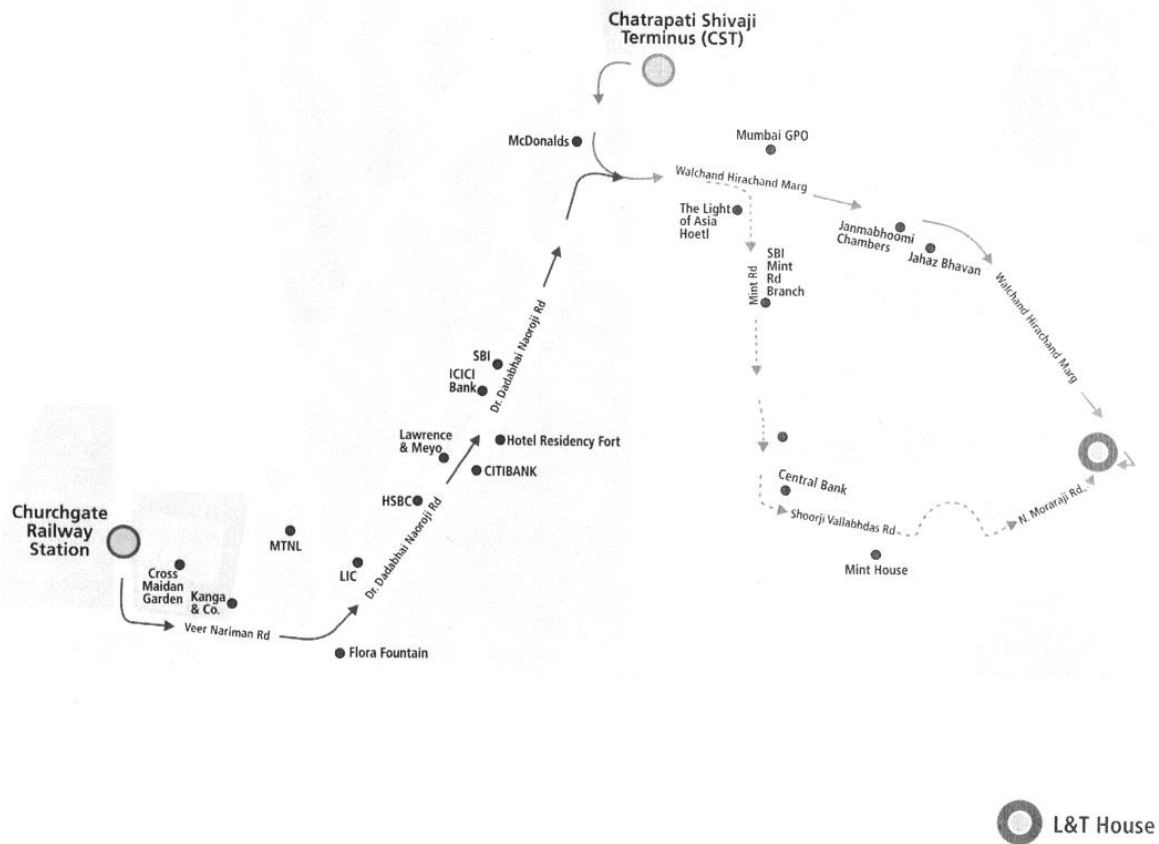 Chatrapati Shivaji
Terminus (CST)
McDonalds
Mumbai GPO
Walchand Hirachand Marg
The Light
of Asia
Hoetl
Janmabhoomi
Chambers
Jahaz Bhavan
SBI
Mint
Rd
Branch
Mint Rd
Walchand Hirachand Marg
Dr. Dadabhai Naoroji Rd
SBI
ICICI
Bank
Lawrence
& Meyo
Hotel Residency Fort
CITIBANK
HSBC
Dr. Dadabhai Naoroji Rd
Central Bank
Shoorji Vallabhdas Rd
N. Moraraji Rd.
Mint House
Churchgate
Railway
Station
MTNL
LIC
Cross
Maidan
Garden
Kanga
& Co.
Veer Nariman Rd
Flora Fountain
L&T House